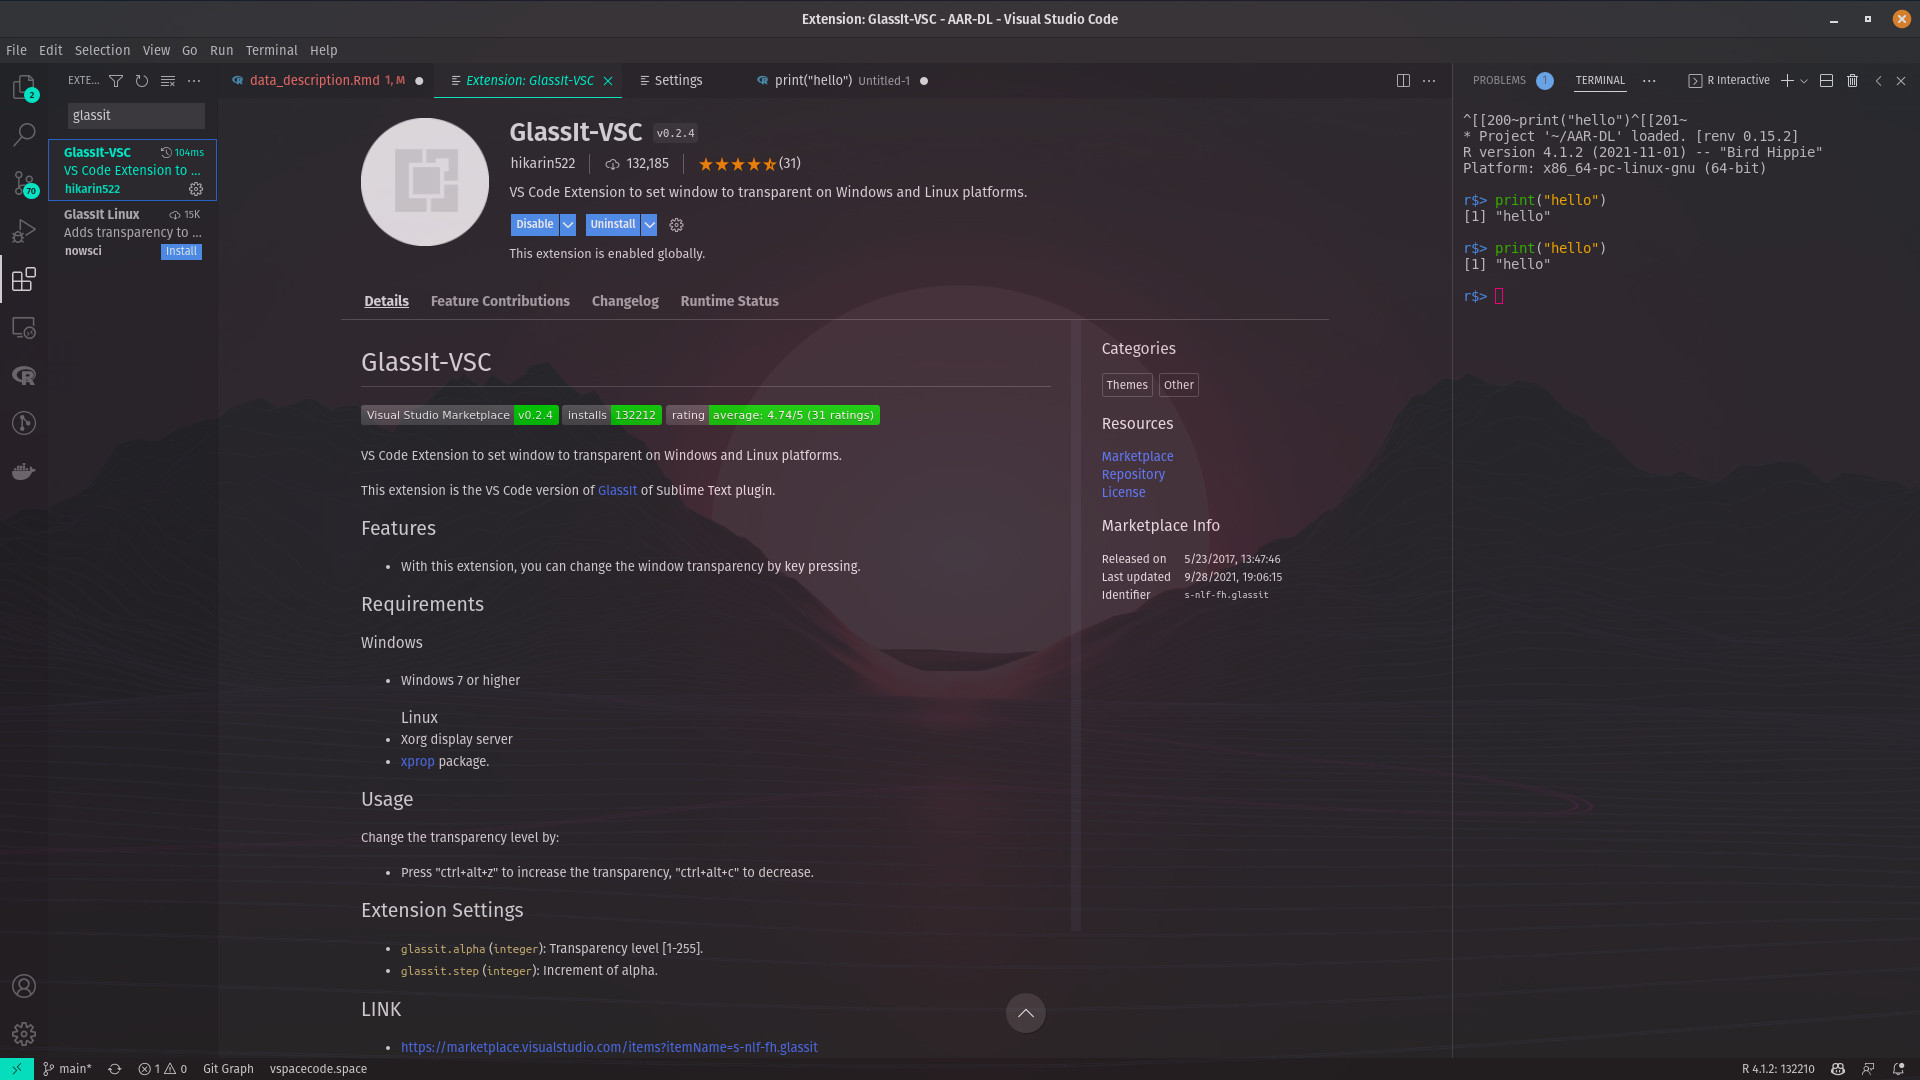 Extension: GlassIt-VSC - AAR-DL - Visual Studio Code
File Edit Selection View Go Run Terminal Help
EXTE...
data_description.Rmd 1, M
Extension: GlassIt-VSC
Settings
print("hello") Untitled-1
PROBLEMS 1
TERMINAL
R Interactive
2
70
glassit
GlassIt-VSC 104ms
VS Code Extension to ...
hikarin522
GlassIt Linux 15K
Adds transparency to ...
nowsci Install
GlassIt-VSC v0.2.4
hikarin522 132,185 (31)
VS Code Extension to set window to transparent on Windows and Linux platforms.
Disable Uninstall
This extension is enabled globally.
Details Feature Contributions Changelog Runtime Status
GlassIt-VSC
Visual Studio Marketplace v0.2.4 installs 132212 rating average: 4.74/5 (31 ratings)
VS Code Extension to set window to transparent on Windows and Linux platforms.
This extension is the VS Code version of GlassIt of Sublime Text plugin.
Features
• With this extension, you can change the window transparency by key pressing.
Requirements
Windows
• Windows 7 or higher
Linux
• Xorg display server
• xprop package.
Usage
Change the transparency level by:
• Press "ctrl+alt+z" to increase the transparency, "ctrl+alt+c" to decrease.
Extension Settings
• glassit.alpha (integer): Transparency level [1-255].
• glassit.step (integer): Increment of alpha.
LINK
• https://marketplace.visualstudio.com/items?itemName=s-nlf-fh.glassit
Categories
Themes Other
Resources
Marketplace
Repository
License
Marketplace Info
Released on 5/23/2017, 13:47:46
Last updated 9/28/2021, 19:06:15
Identifier s-nlf-fh.glassit
^[[200~print("hello")^[[201~
* Project '~/AAR-DL' loaded. [renv 0.15.2]
R version 4.1.2 (2021-11-01) -- "Bird Hippie"
Platform: x86_64-pc-linux-gnu (64-bit)
r$> print("hello")
[1] "hello"
r$> print("hello")
[1] "hello"
r$>
main* 1 0 Git Graph vspacecode.space
R 4.1.2: 132210